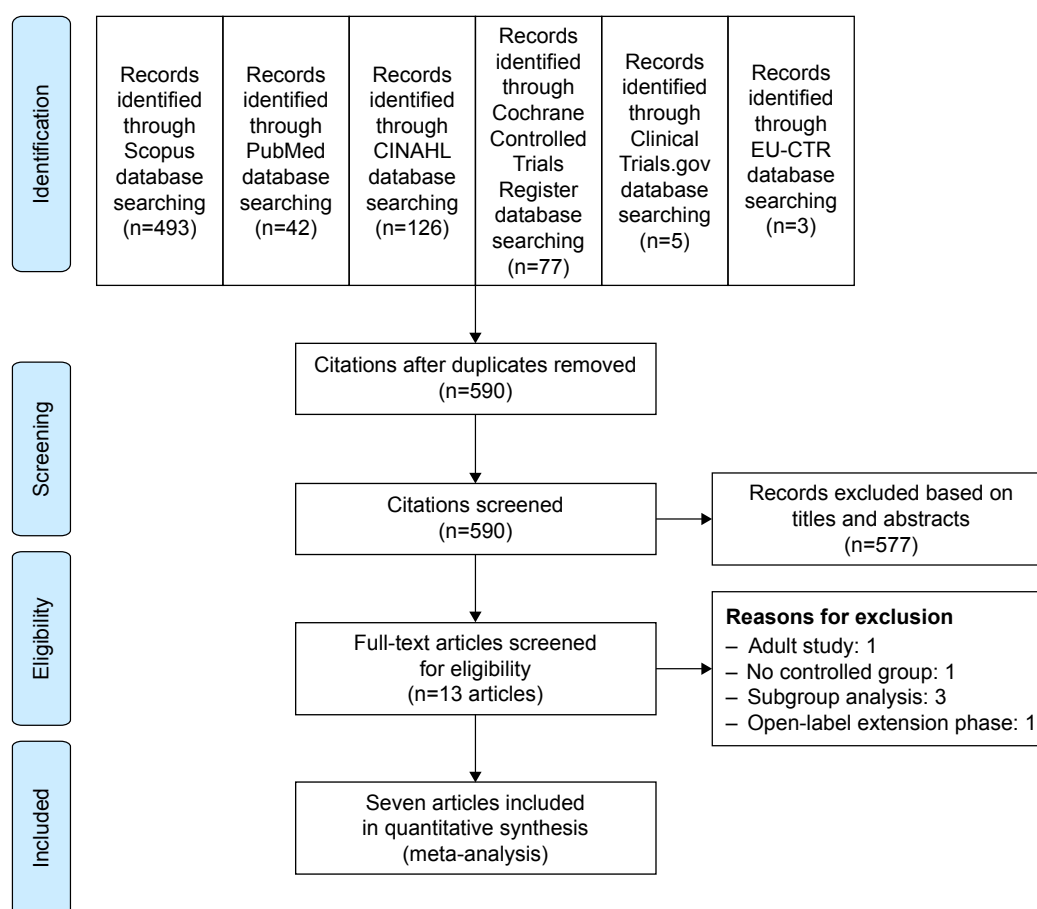 Identification
Records
identified
through
Scopus
database
searching
(n=493)
Records
identified
through
PubMed
database
searching
(n=42)
Records
identified
through
CINAHL
database
searching
(n=126)
Records
identified
through
Cochrane
Controlled
Trials
Register
database
searching
(n=77)
Records
identified
through
Clinical
Trials.gov
database
searching
(n=5)
Records
identified
through
EU-CTR
database
searching
(n=3)
Screening
Citations after duplicates removed
(n=590)
Citations screened
(n=590)
Records excluded based on
titles and abstracts
(n=577)
Eligibility
Full-text articles screened
for eligibility
(n=13 articles)
Reasons for exclusion
– Adult study: 1
– No controlled group: 1
– Subgroup analysis: 3
– Open-label extension phase: 1
Included
Seven articles included
in quantitative synthesis
(meta-analysis)